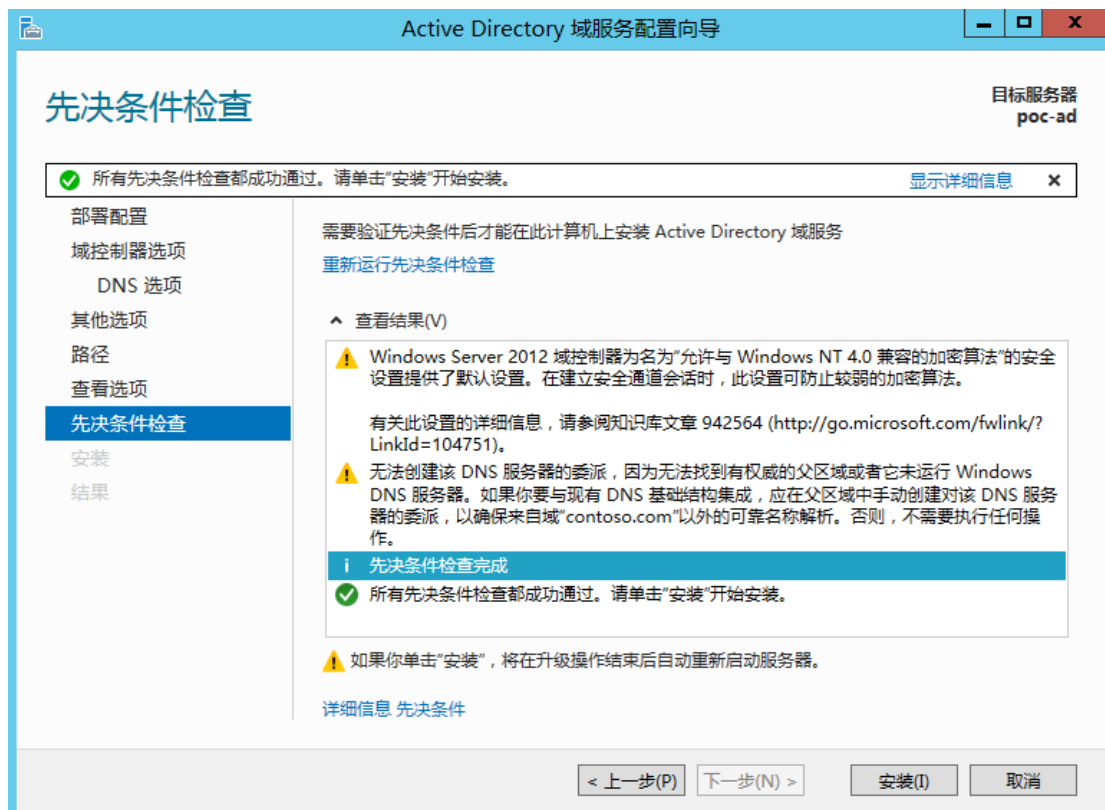 Active Directory 域服务配置向导
先决条件检查
目标服务器
poc-ad
所有先决条件检查都成功通过。请单击"安装"开始安装。
显示详细信息
部署配置
域控制器选项
DNS 选项
其他选项
路径
查看选项
先决条件检查
安装
结果
需要验证先决条件后才能在此计算机上安装 Active Directory 域服务
重新运行先决条件检查
查看结果(V)
Windows Server 2012 域控制器为名为"允许与 Windows NT 4.0 兼容的加密算法"的安全
设置提供了默认设置。在建立安全通道会话时，此设置可防止较弱的加密算法。
有关此设置的详细信息，请参阅知识库文章 942564 (http://go.microsoft.com/fwlink/?
LinkId=104751)。
无法创建该 DNS 服务器的委派，因为无法找到有权威的父区域或者它未运行 Windows
DNS 服务器。如果你要与现有 DNS 基础结构集成，应在父区域中手动创建对该 DNS 服务
器的委派，以确保来自域"contoso.com"以外的可靠名称解析。否则，不需要执行任何操
作。
先决条件检查完成
所有先决条件检查都成功通过。请单击"安装"开始安装。
如果你单击"安装"，将在升级操作结束后自动重新启动服务器。
详细信息 先决条件
< 上一步(P)
下一步(N) >
安装(I)
取消